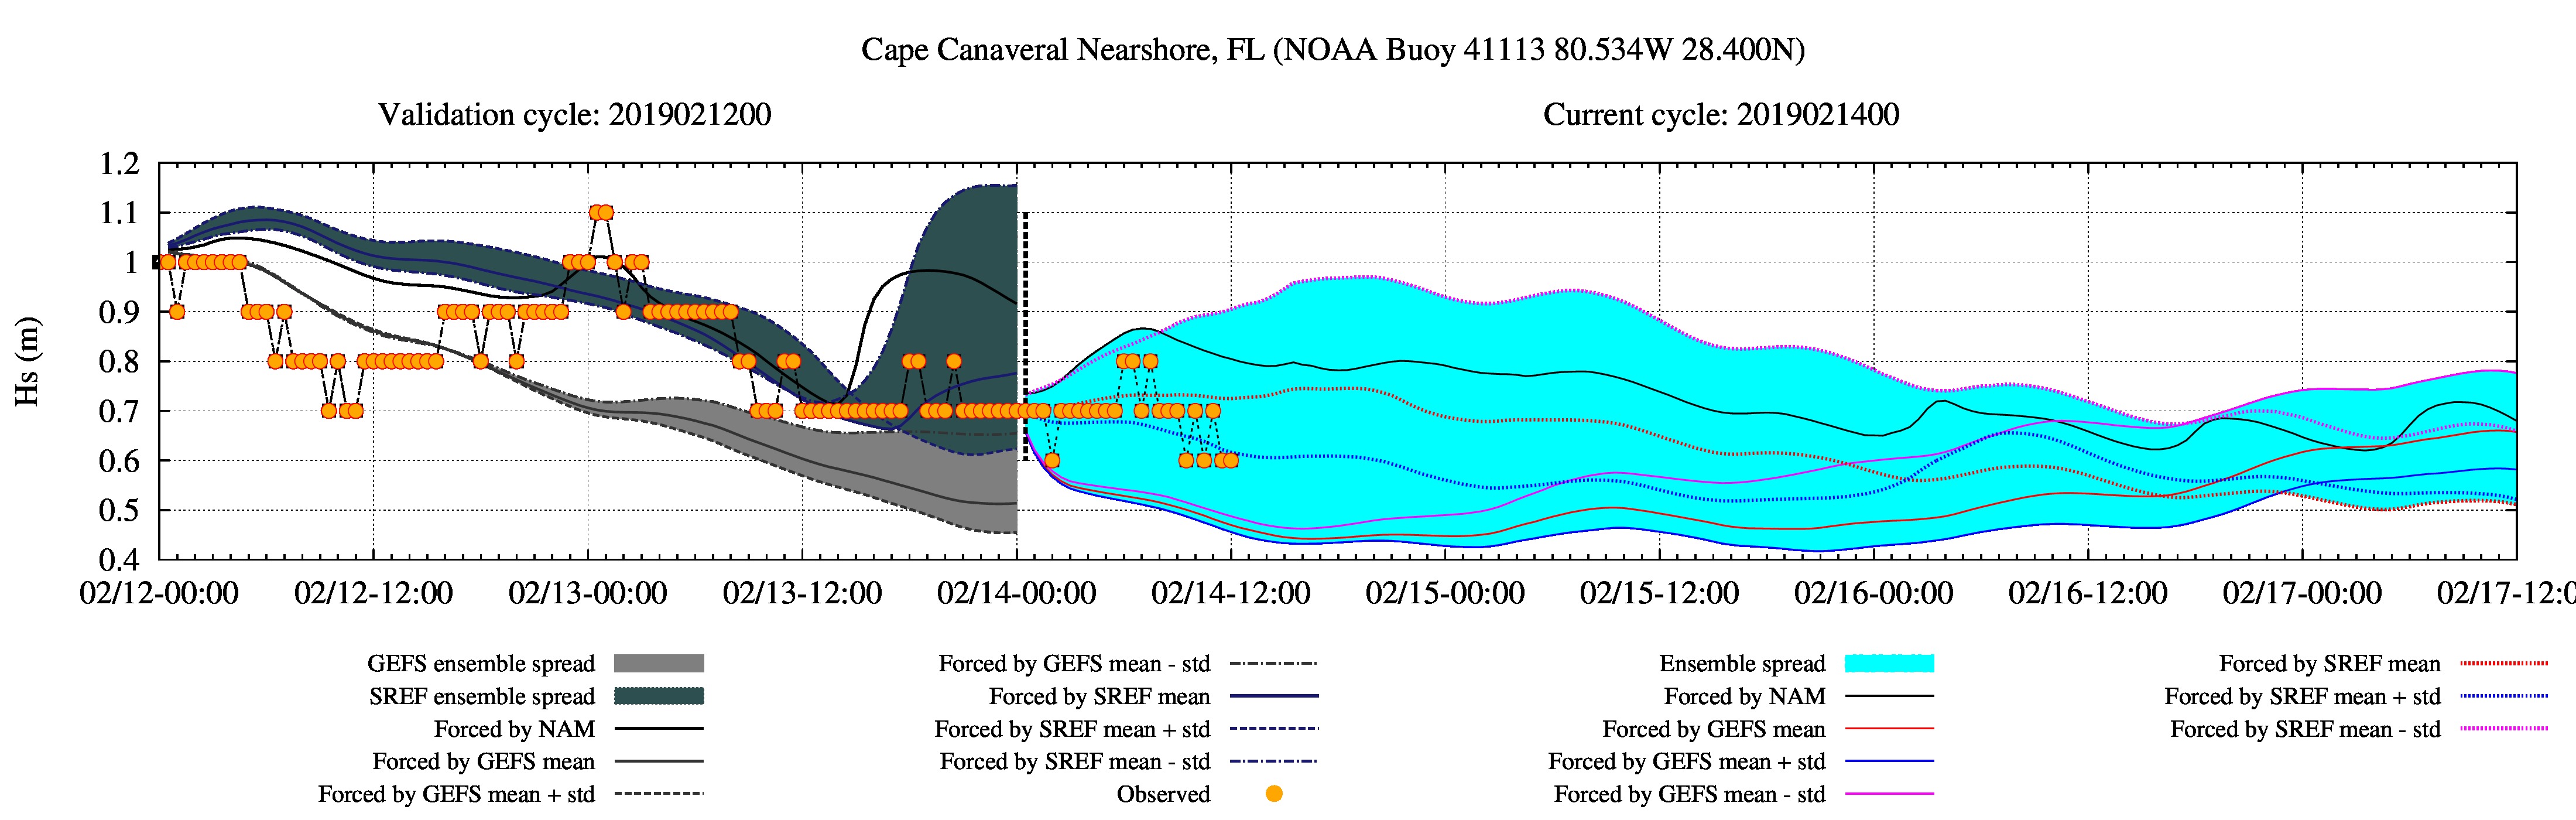 Cape Canaveral Nearshore, FL (NOAA Buoy 41113 80.534W 28.400N)
Validation cycle: 2019021200
Current cycle: 2019021400
Hs (m)
1.2
1.1
1
0.9
0.8
0.7
0.6
0.5
0.4
02/12-00:00 02/12-12:00 02/13-00:00 02/13-12:00 02/14-00:00 02/14-12:00 02/15-00:00 02/15-12:00 02/16-00:00 02/16-12:00 02/17-00:00 02/17-12:0
GEFS ensemble spread
SREF ensemble spread
Forced by NAM
Forced by GEFS mean
Forced by GEFS mean + std
Forced by GEFS mean - std
Forced by SREF mean
Forced by SREF mean + std
Forced by SREF mean - std
Observed
Ensemble spread
Forced by NAM
Forced by GEFS mean
Forced by GEFS mean + std
Forced by GEFS mean - std
Forced by SREF mean
Forced by SREF mean + std
Forced by SREF mean - std